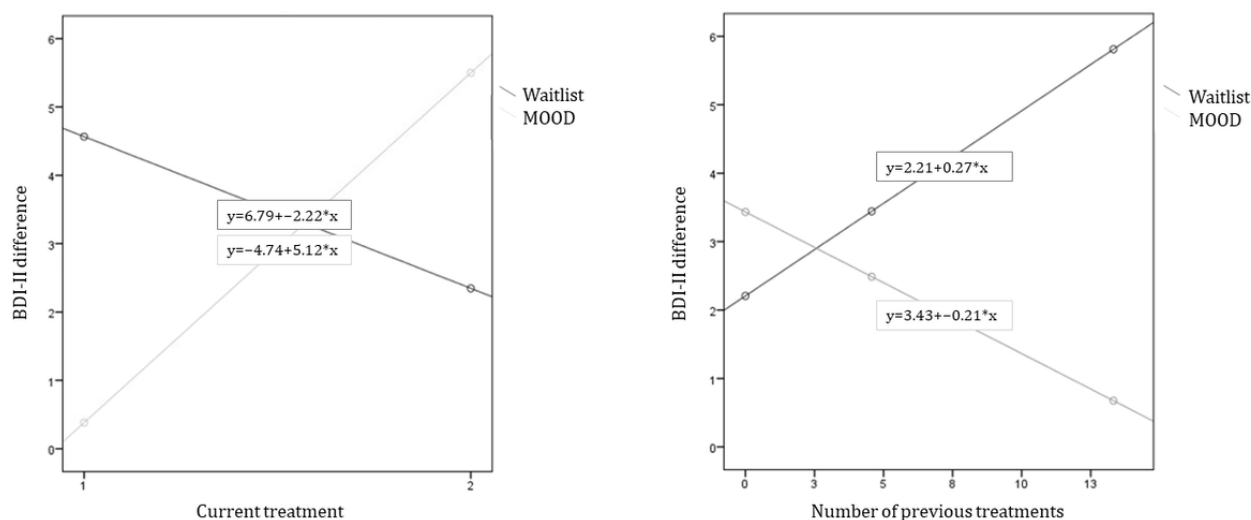 BDI-II difference
6
5
4
3
2
1
0
y=6.79+−2.22*x
y=−4.74+5.12*x
1
2
Current treatment
Waitlist
MOOD
BDI-II difference
6
5
4
3
2
1
0
y=2.21+0.27*x
y=3.43+−0.21*x
0
3
5
8
10
13
Number of previous treatments
Waitlist
MOOD